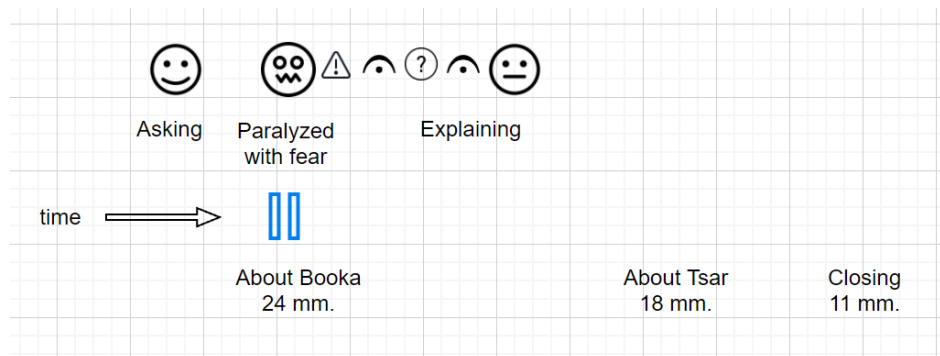 Asking
Paralyzed
with fear
Explaining
time
About Booka
24 mm.
About Tsar
18 mm.
Closing
11 mm.